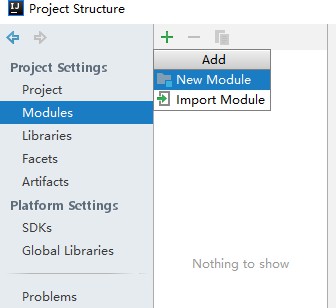 IJ
Project Structure
Project Settings
Project
Modules
Libraries
Facets
Artifacts
Platform Settings
SDKs
Global Libraries
Problems
Add
New Module
Import Module
Nothing to show